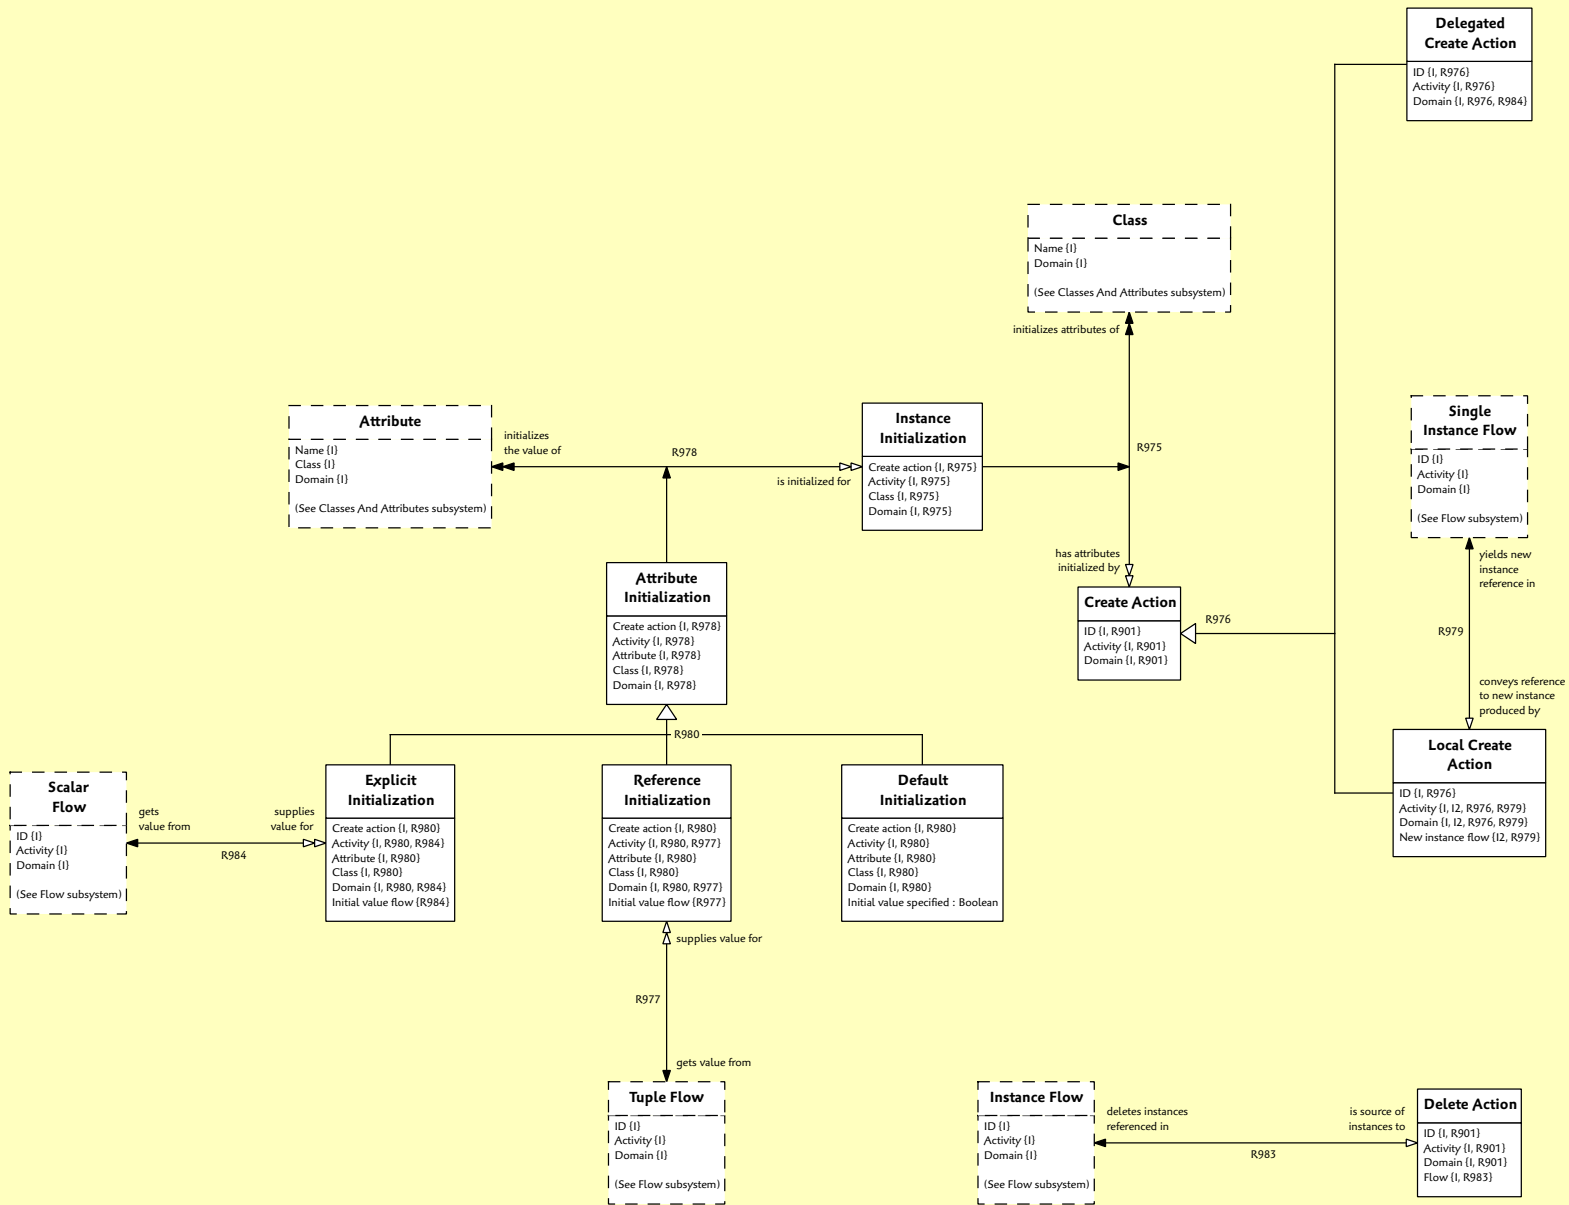 Delegated
Create Action
ID {I, R976}
Activity {I, R976}
Domain {I, R976, R984}
Class
Name {I}
Domain {I}
(See Classes And Attributes subsystem)
initializes attributes of
Attribute
Name {I}
Class {I}
Domain {I}
(See Classes And Attributes subsystem)
initializes
the value of
R978
is initialized for
Instance
Initialization
Create action {I, R975}
Activity {I, R975}
Class {I, R975}
Domain {I, R975}
R975
Single
Instance Flow
ID {I}
Activity {I}
Domain {I}
(See Flow subsystem)
yields new
instance
reference in
has attributes
initialized by
Attribute
Initialization
Create action {I, R978}
Activity {I, R978}
Attribute {I, R978}
Class {I, R978}
Domain {I, R978}
Create Action
ID {I, R901}
Activity {I, R901}
Domain {I, R901}
R976
R979
conveys reference
to new instance
produced by
Local Create
Action
ID {I, R976}
Activity {I, I2, R976, R979}
Domain {I, I2, R976, R979}
New instance flow {I2, R979}
R980
Scalar
Flow
ID {I}
Activity {I}
Domain {I}
(See Flow subsystem)
gets
value from
supplies
value for
R984
Explicit
Initialization
Create action {I, R980}
Activity {I, R980, R984}
Attribute {I, R980}
Class {I, R980}
Domain {I, R980, R984}
Initial value flow {R984}
Reference
Initialization
Create action {I, R980}
Activity {I, R980, R977}
Attribute {I, R980}
Class {I, R980}
Domain {I, R980, R977}
Initial value flow {R977}
Default
Initialization
Create action {I, R980}
Activity {I, R980}
Attribute {I, R980}
Class {I, R980}
Domain {I, R980}
Initial value specified : Boolean
supplies value for
R977
gets value from
Tuple Flow
ID {I}
Activity {I}
Domain {I}
(See Flow subsystem)
Instance Flow
ID {I}
Activity {I}
Domain {I}
(See Flow subsystem)
deletes instances
referenced in
is source of
instances to
R983
Delete Action
ID {I, R901}
Activity {I, R901}
Domain {I, R901}
Flow {I, R983}